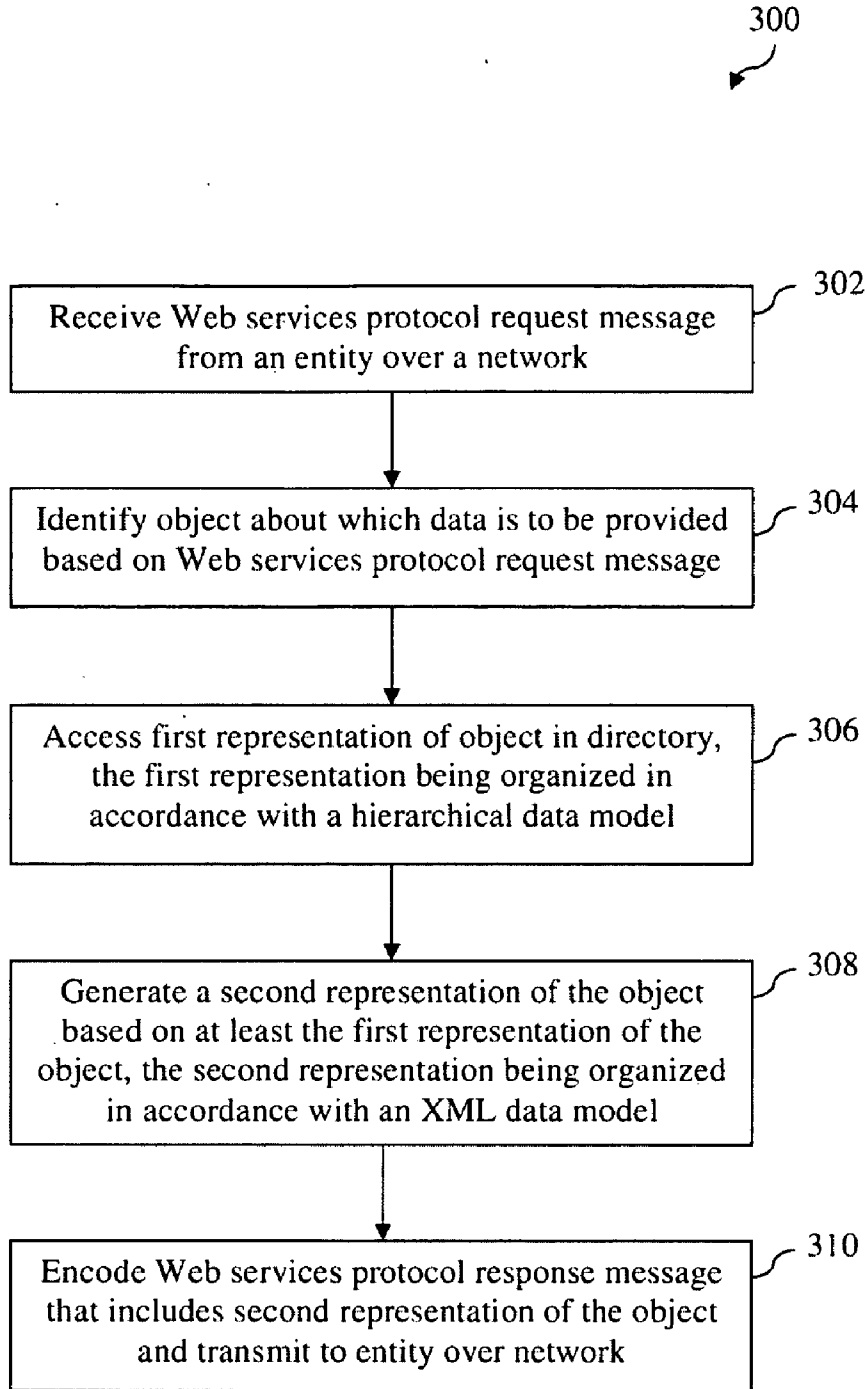 300
302
Receive Web services protocol request message
from an entity over a network
304
Identify object about which data is to be provided
based on Web services protocol request message
306
Access first representation of object in directory,
the first representation being organized in
accordance with a hierarchical data model
308
Generate a second representation of the object
based on at least the first representation of the
object, the second representation being organized
in accordance with an XML data model
310
Encode Web services protocol response message
that includes second representation of the object
and transmit to entity over network